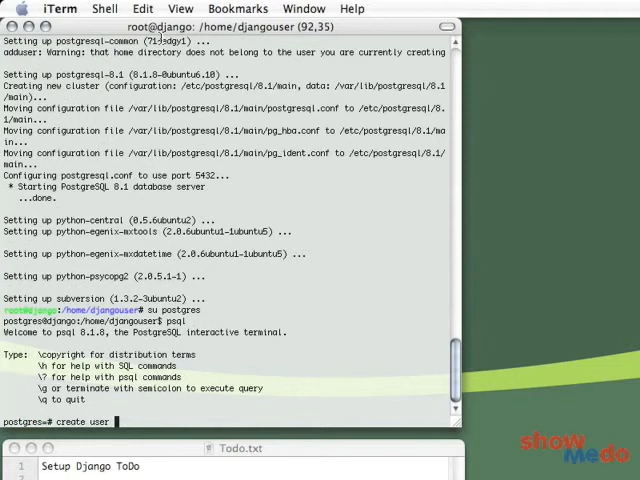 iTerm Shell Edit View Bookmarks Window Help
root@django: /home/djangouser (92,35)
Setting up postgresql-common (71~edgy1) ...
adduser: Warning: that home directory does not belong to the user you are currently creating
Setting up postgresql-8.1 (8.1.8-0ubuntu6.10) ...
Creating new cluster (configuration: /etc/postgresql/8.1/main, data: /var/lib/postgresql/8.1
/main)...
Moving configuration file /var/lib/postgresql/8.1/main/postgresql.conf to /etc/postgresql/8.
1/main...
Moving configuration file /var/lib/postgresql/8.1/main/pg_hba.conf to /etc/postgresql/8.1/ma
in...
Moving configuration file /var/lib/postgresql/8.1/main/pg_ident.conf to /etc/postgresql/8.1/
main...
Configuring postgresql.conf to use port 5432...
* Starting PostgreSQL 8.1 database server
...done.
Setting up python-central (0.5.6ubuntu2) ...
Setting up python-egenix-mxtools (2.0.6ubuntu1-1ubuntu5) ...
Setting up python-egenix-mxdatetime (2.0.6ubuntu1-1ubuntu5) ...
Setting up python-psycopg2 (2.0.5.1-1) ...
Setting up subversion (1.3.2-3ubuntu2) ...
root@django:/home/djangouser# su postgres
postgres@django:/home/djangouser$ psql
Welcome to psql 8.1.8, the PostgreSQL interactive terminal.
Type: \copyright for distribution terms
\h for help with SQL commands
\? for help with psql commands
\g or terminate with semicolon to execute query
\q to quit
postgres=# create user
Todo.txt
1 Setup Django ToDo
show
me do